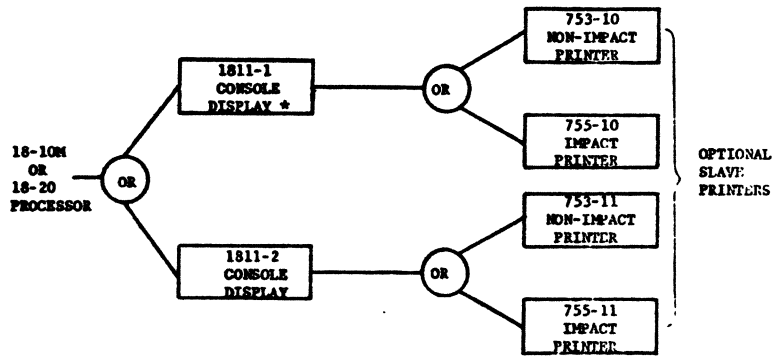 18-10M
OR
18-20
PROCESSOR
OR
1811-1
CONSOLE
DISPLAY *
OR
753-10
NON-IMPACT
PRINTER
755-10
IMPACT
PRINTER
1811-2
CONSOLE
DISPLAY
OR
753-11
NON-IMPACT
PRINTER
755-11
IMPACT
PRINTER
OPTIONAL
SLAVE
PRINTERS